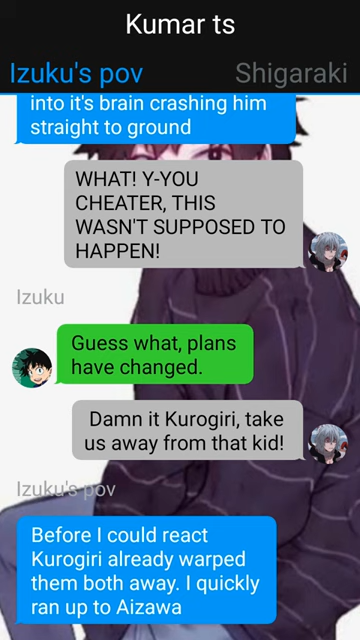 Kumar ts
Izuku's pov Shigaraki
into it's brain crashing him
straight to ground
WHAT! Y-YOU
CHEATER, THIS
WASN'T SUPPOSED TO
HAPPEN!
Izuku
Guess what, plans
have changed.
Damn it Kurogiri, take
us away from that kid!
Izuku's pov
Before I could react
Kurogiri already warped
them both away. I quickly
ran up to Aizawa